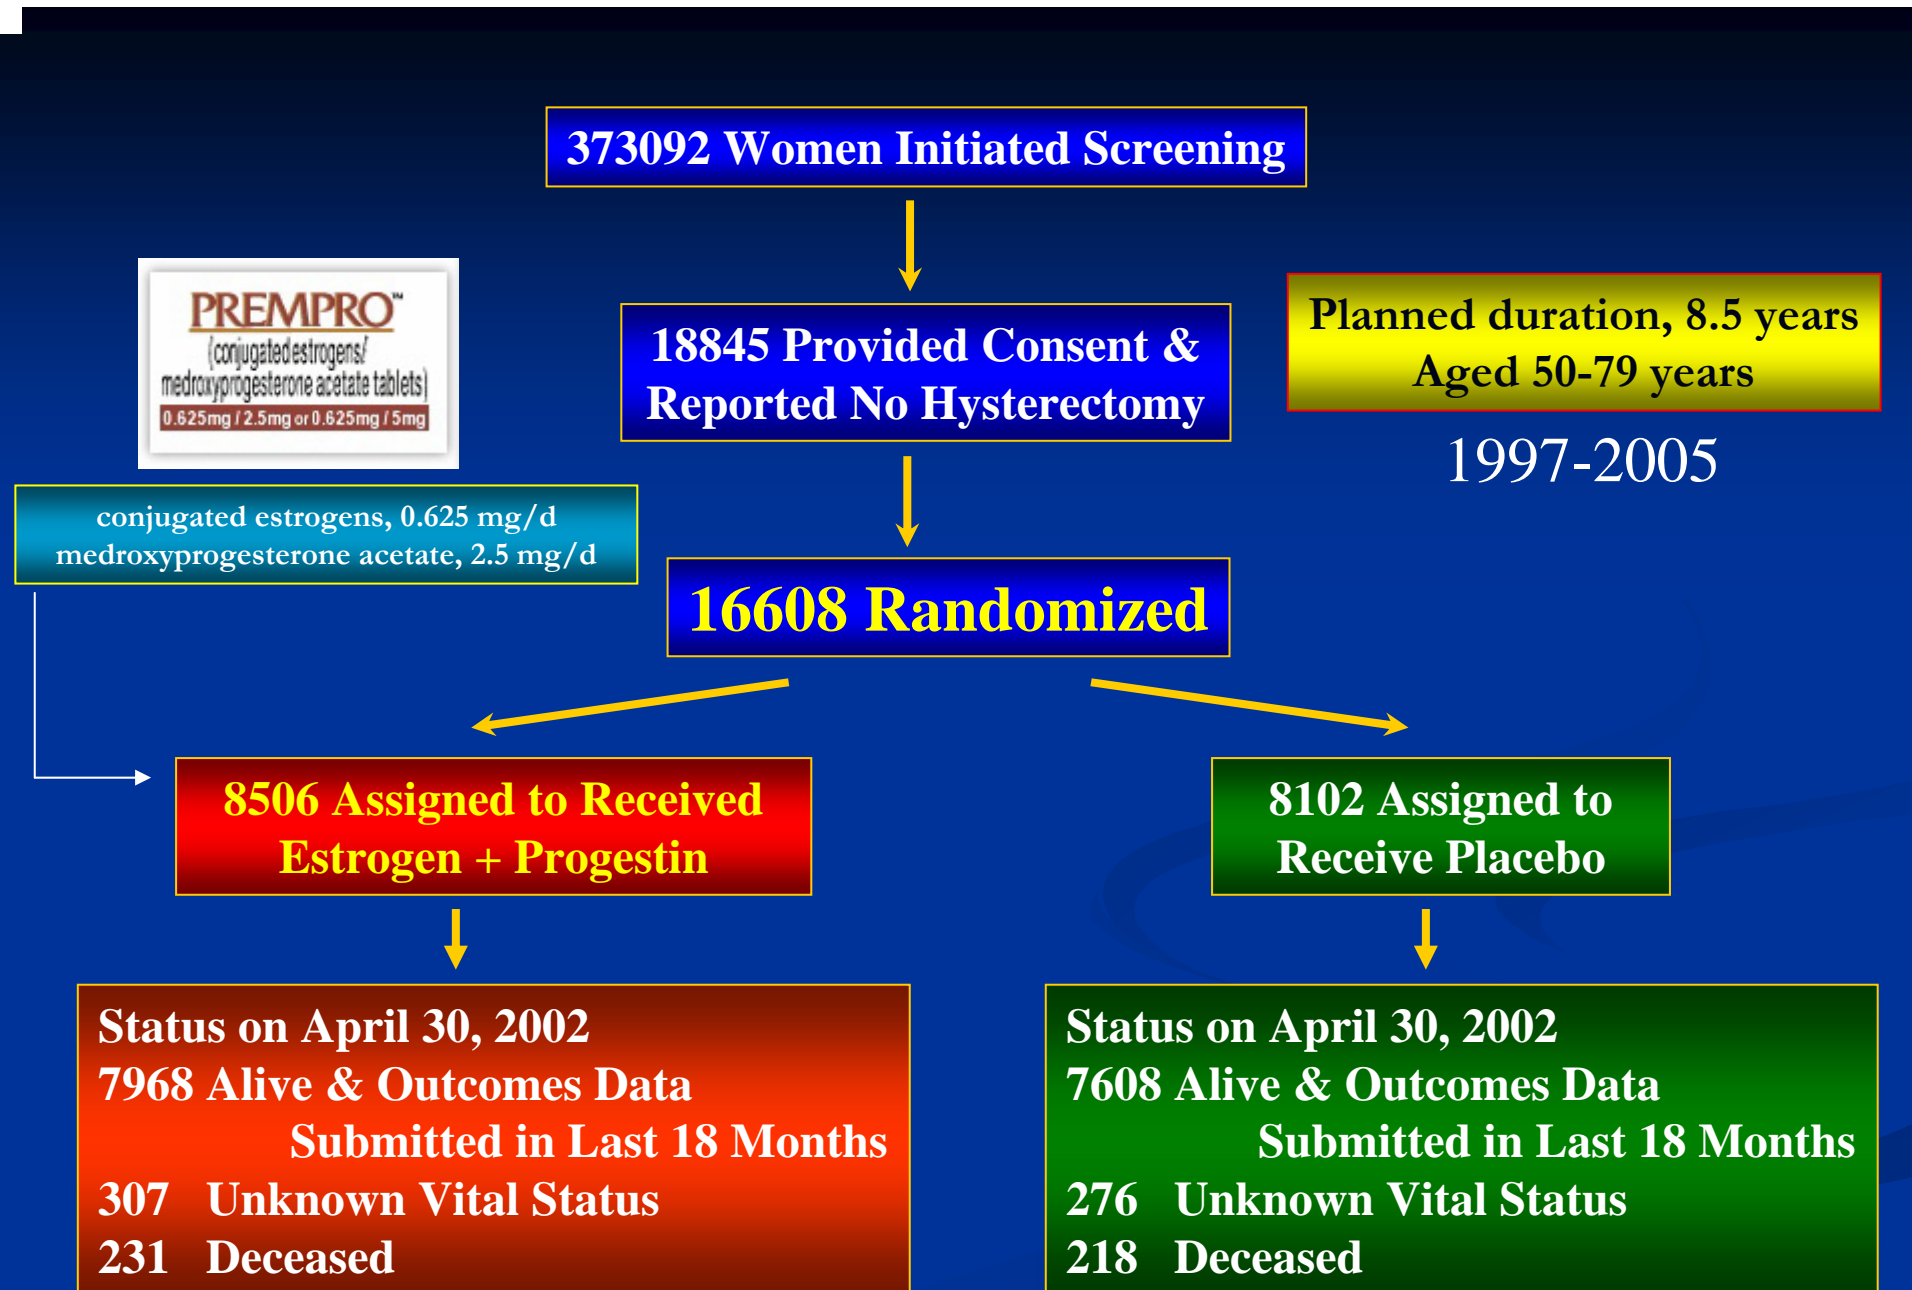 373092 Women Initiated Screening
PREMPRO™
(conjugated estrogens/
medroxyprogesterone acetate tablets)
0.625mg / 2.5mg or 0.625mg / 5mg
18845 Provided Consent &
Reported No Hysterectomy
Planned duration, 8.5 years
Aged 50-79 years
1997-2005
conjugated estrogens, 0.625 mg/d
medroxyprogesterone acetate, 2.5 mg/d
16608 Randomized
8506 Assigned to Received
Estrogen + Progestin
8102 Assigned to
Receive Placebo
Status on April 30, 2002
7968 Alive & Outcomes Data
Submitted in Last 18 Months
307 Unknown Vital Status
231 Deceased
Status on April 30, 2002
7608 Alive & Outcomes Data
Submitted in Last 18 Months
276 Unknown Vital Status
218 Deceased